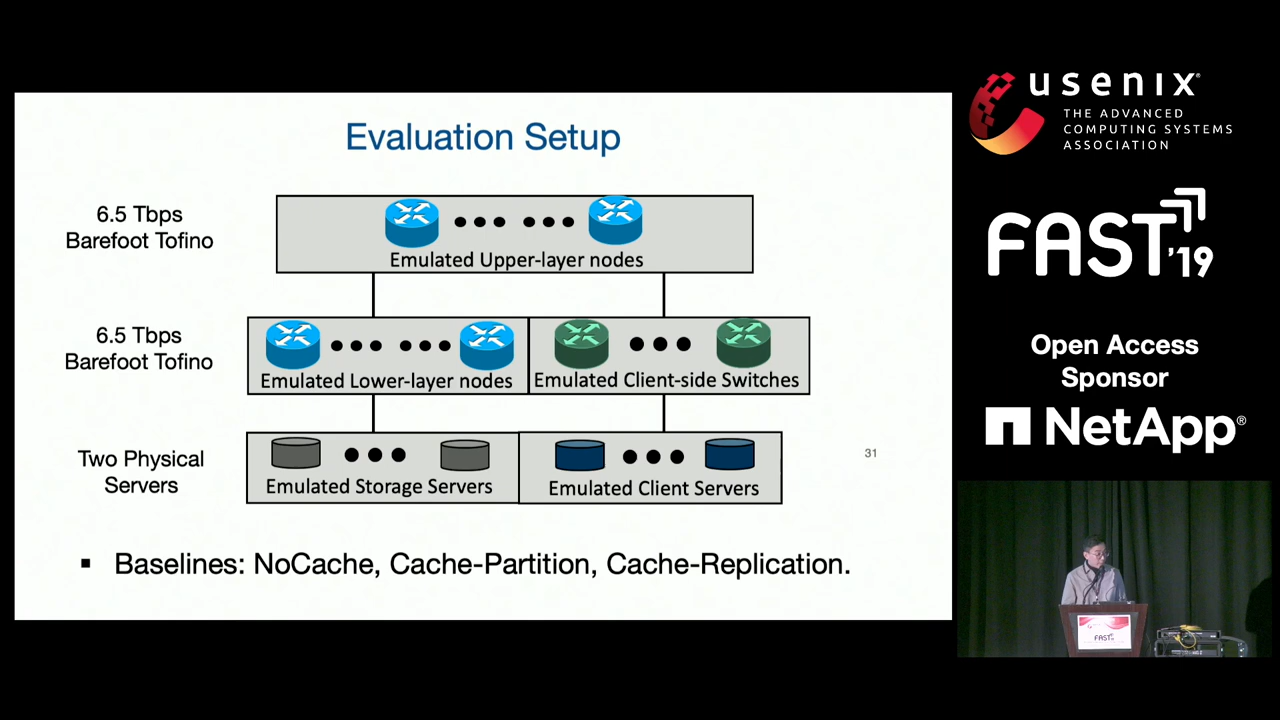 Evaluation Setup
6.5 Tbps
Barefoot Tofino
Emulated Upper-layer nodes
6.5 Tbps
Barefoot Tofino
Emulated Lower-layer nodes
Emulated Client-side Switches
Two Physical
Servers
Emulated Storage Servers
Emulated Client Servers
31
▪ Baselines: NoCache, Cache-Partition, Cache-Replication.
usenix®
THE ADVANCED
COMPUTING SYSTEMS
ASSOCIATION
FAST '19
Open Access
Sponsor
NetApp®
FAST